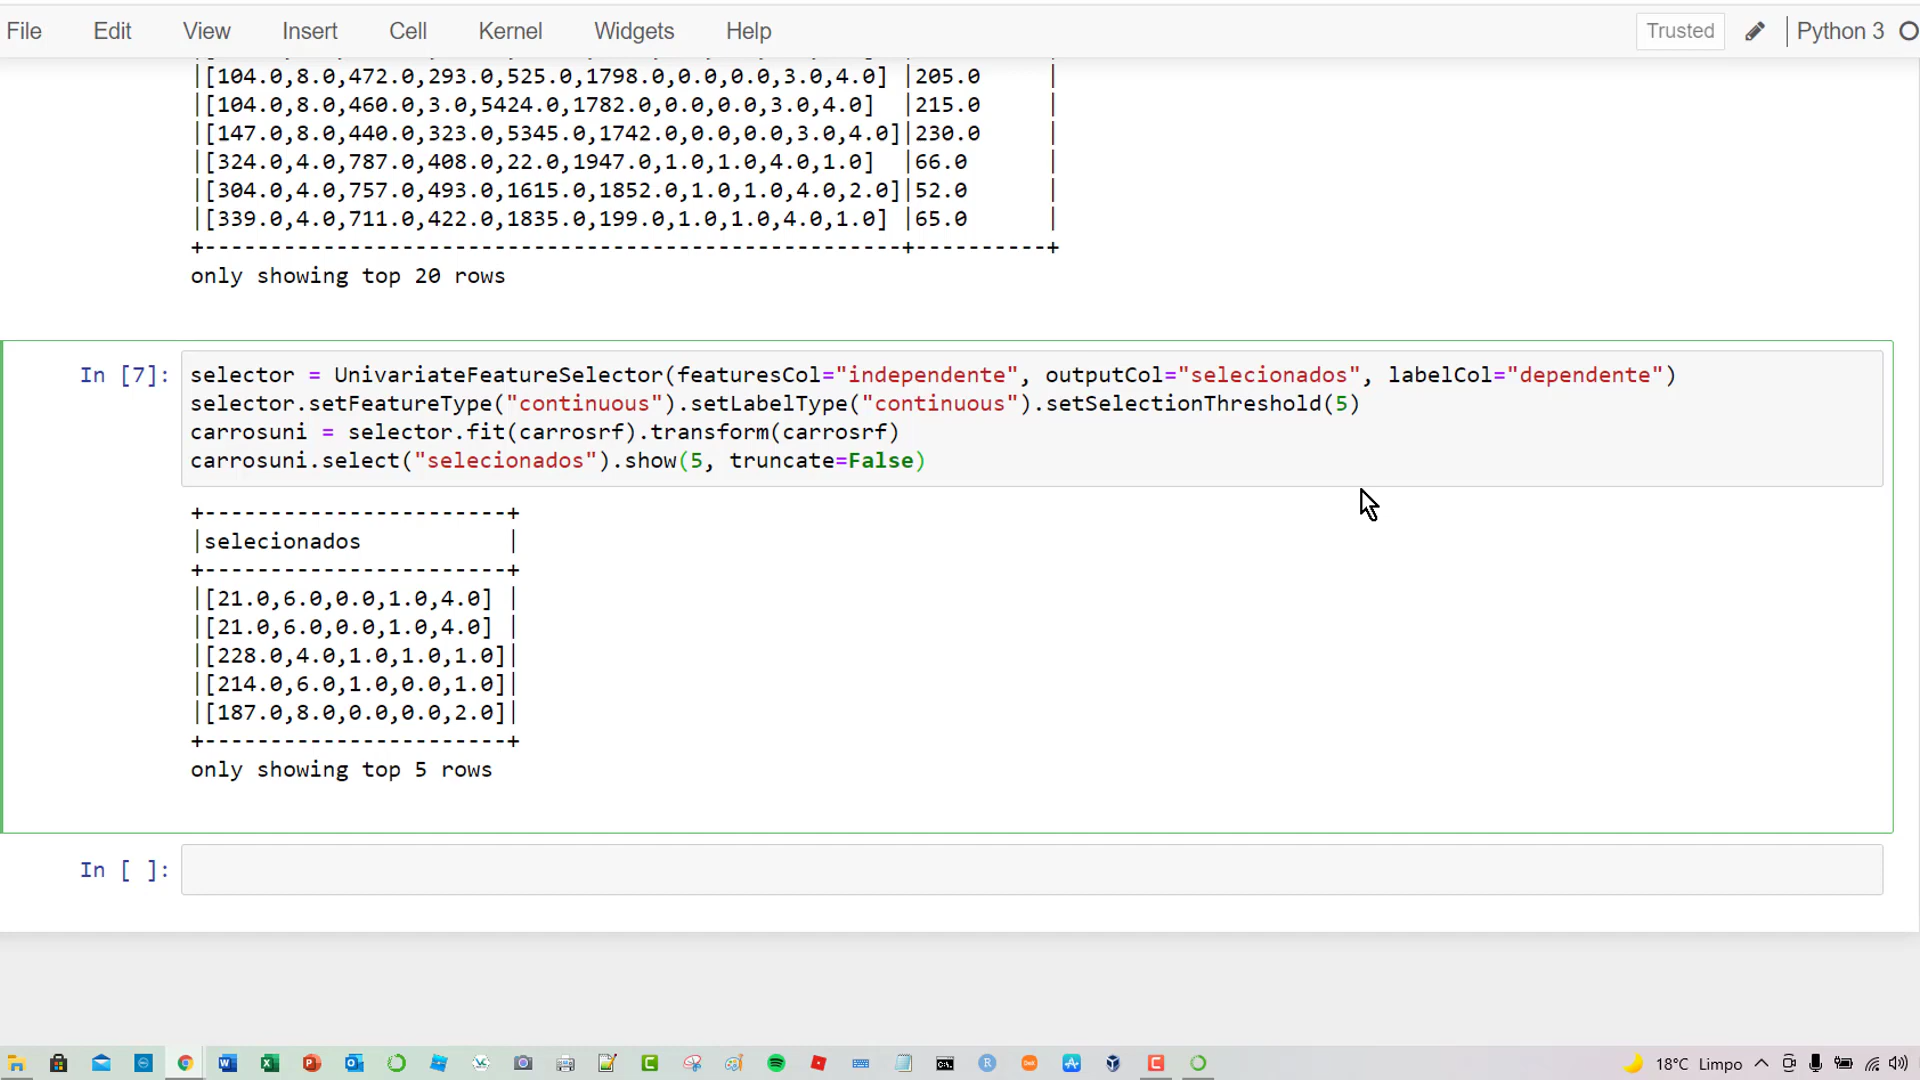 File Edit View Insert Cell Kernel Widgets Help Trusted Python 3
|[104.0,8.0,472.0,293.0,525.0,1798.0,0.0,0.0,3.0,4.0] |205.0     |
|[104.0,8.0,460.0,3.0,5424.0,1782.0,0.0,0.0,3.0,4.0]  |215.0     |
|[147.0,8.0,440.0,323.0,5345.0,1742.0,0.0,0.0,3.0,4.0]|230.0     |
|[324.0,4.0,787.0,408.0,22.0,1947.0,1.0,1.0,4.0,1.0]  |66.0      |
|[304.0,4.0,757.0,493.0,1615.0,1852.0,1.0,1.0,4.0,2.0]|52.0      |
|[339.0,4.0,711.0,422.0,1835.0,199.0,1.0,1.0,4.0,1.0] |65.0      |
+-----------------------------------------------------+----------+
only showing top 20 rows
In [7]: selector = UnivariateFeatureSelector(featuresCol="independente", outputCol="selecionados", labelCol="dependente")
selector.setFeatureType("continuous").setLabelType("continuous").setSelectionThreshold(5)
carrosuni = selector.fit(carrosrf).transform(carrosrf)
carrosuni.select("selecionados").show(5, truncate=False)
+-----------------------+
|selecionados           |
+-----------------------+
|[21.0,6.0,0.0,1.0,4.0] |
|[21.0,6.0,0.0,1.0,4.0] |
|[228.0,4.0,1.0,1.0,1.0]|
|[214.0,6.0,1.0,0.0,1.0]|
|[187.0,8.0,0.0,0.0,2.0]|
+-----------------------+
only showing top 5 rows
In [ ]:
18°C Limpo